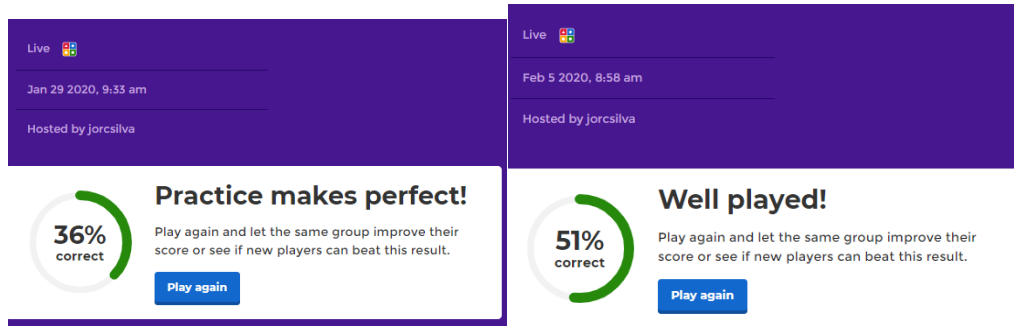 Live
Jan 29 2020, 9:33 am
Hosted by jorcsilva
36%
correct
Practice makes perfect!
Play again and let the same group improve their
score or see if new players can beat this result.
Play again
Live
Feb 5 2020, 8:58 am
Hosted by jorcsilva
51%
correct
Well played!
Play again and let the same group improve their
score or see if new players can beat this result.
Play again